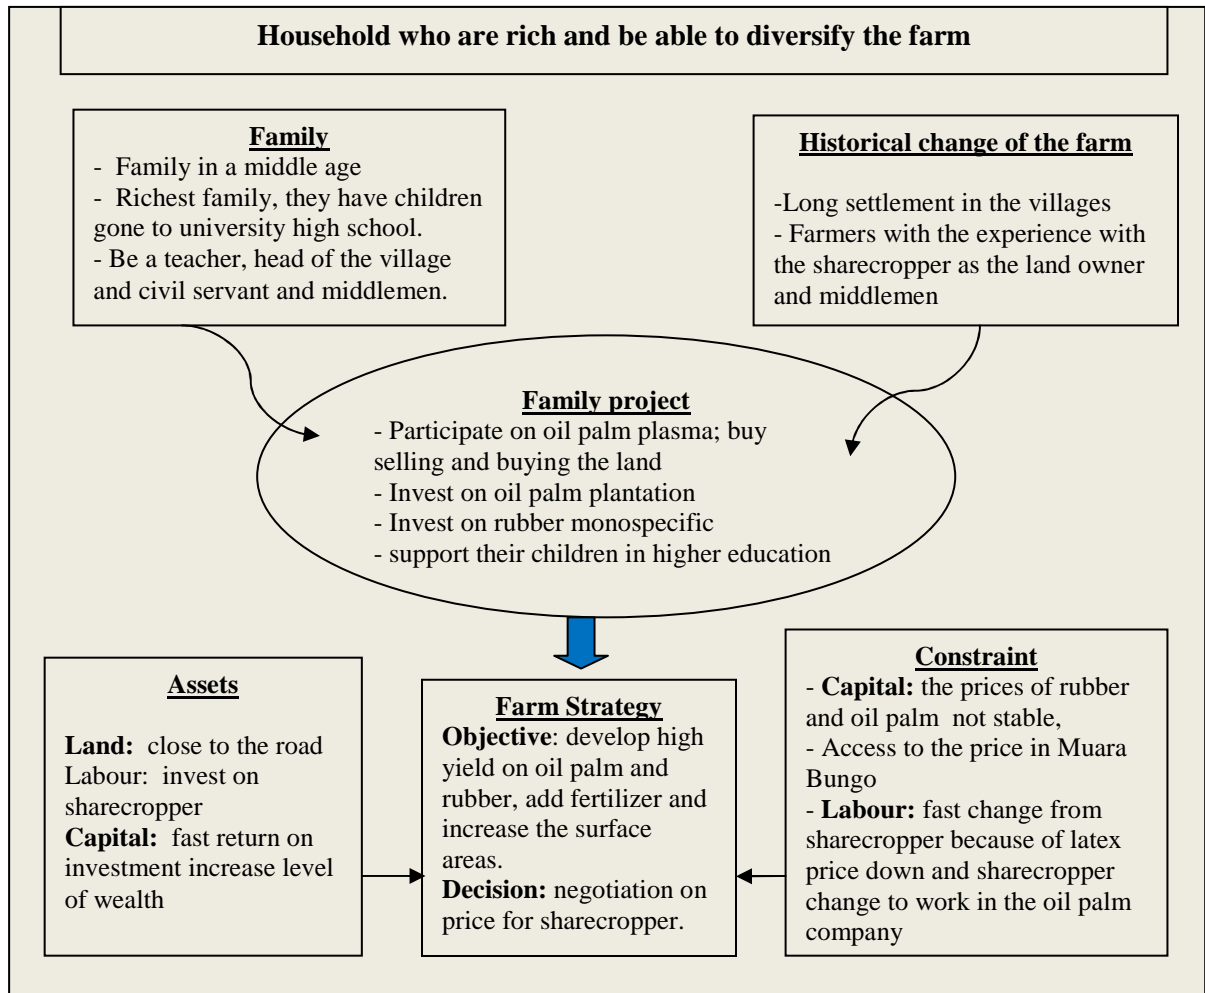 Household who are rich and be able to diversify the farm
Family
- Family in a middle age
- Richest family, they have children
gone to university high school.
- Be a teacher, head of the village
and civil servant and middlemen.
Historical change of the farm
-Long settlement in the villages
- Farmers with the experience with
the sharecropper as the land owner
and middlemen
Family project
- Participate on oil palm plasma; buy
selling and buying the land
- Invest on oil palm plantation
- Invest on rubber monospecific
- support their children in higher education
Assets
Land: close to the road
Labour: invest on
sharecropper
Capital: fast return on
investment increase level
of wealth
Farm Strategy
Objective: develop high
yield on oil palm and
rubber, add fertilizer and
increase the surface
areas.
Decision: negotiation on
price for sharecropper.
Constraint
- Capital: the prices of rubber
and oil palm not stable,
- Access to the price in Muara
Bungo
- Labour: fast change from
sharecropper because of latex
price down and sharecropper
change to work in the oil palm
company